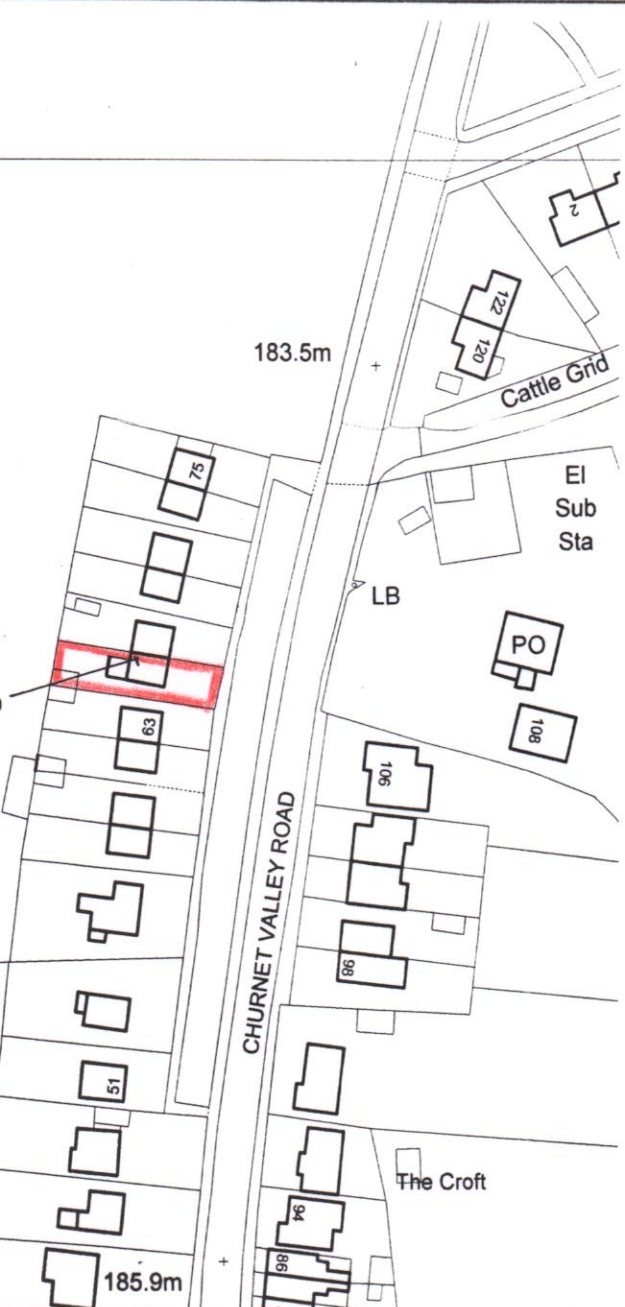 2
122
120
183.5m
Cattle Grid
75
El
Sub
Sta
LB
PO
63
108
106
CHURNET VALLEY ROAD
98
51
The Croft
94
86
185.9m